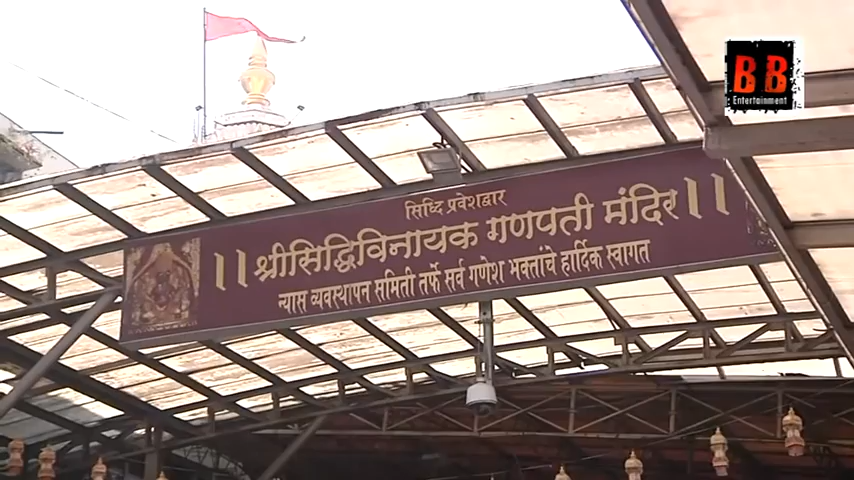 BB
Entertainment
सिद्धि प्रवेशद्वार
॥ श्री सिद्धीविनायक गणपती मंदिर ॥
न्यास व्यवस्थापन समिती तर्फे सर्व गणेश भक्तांचे हार्दिक स्वागत